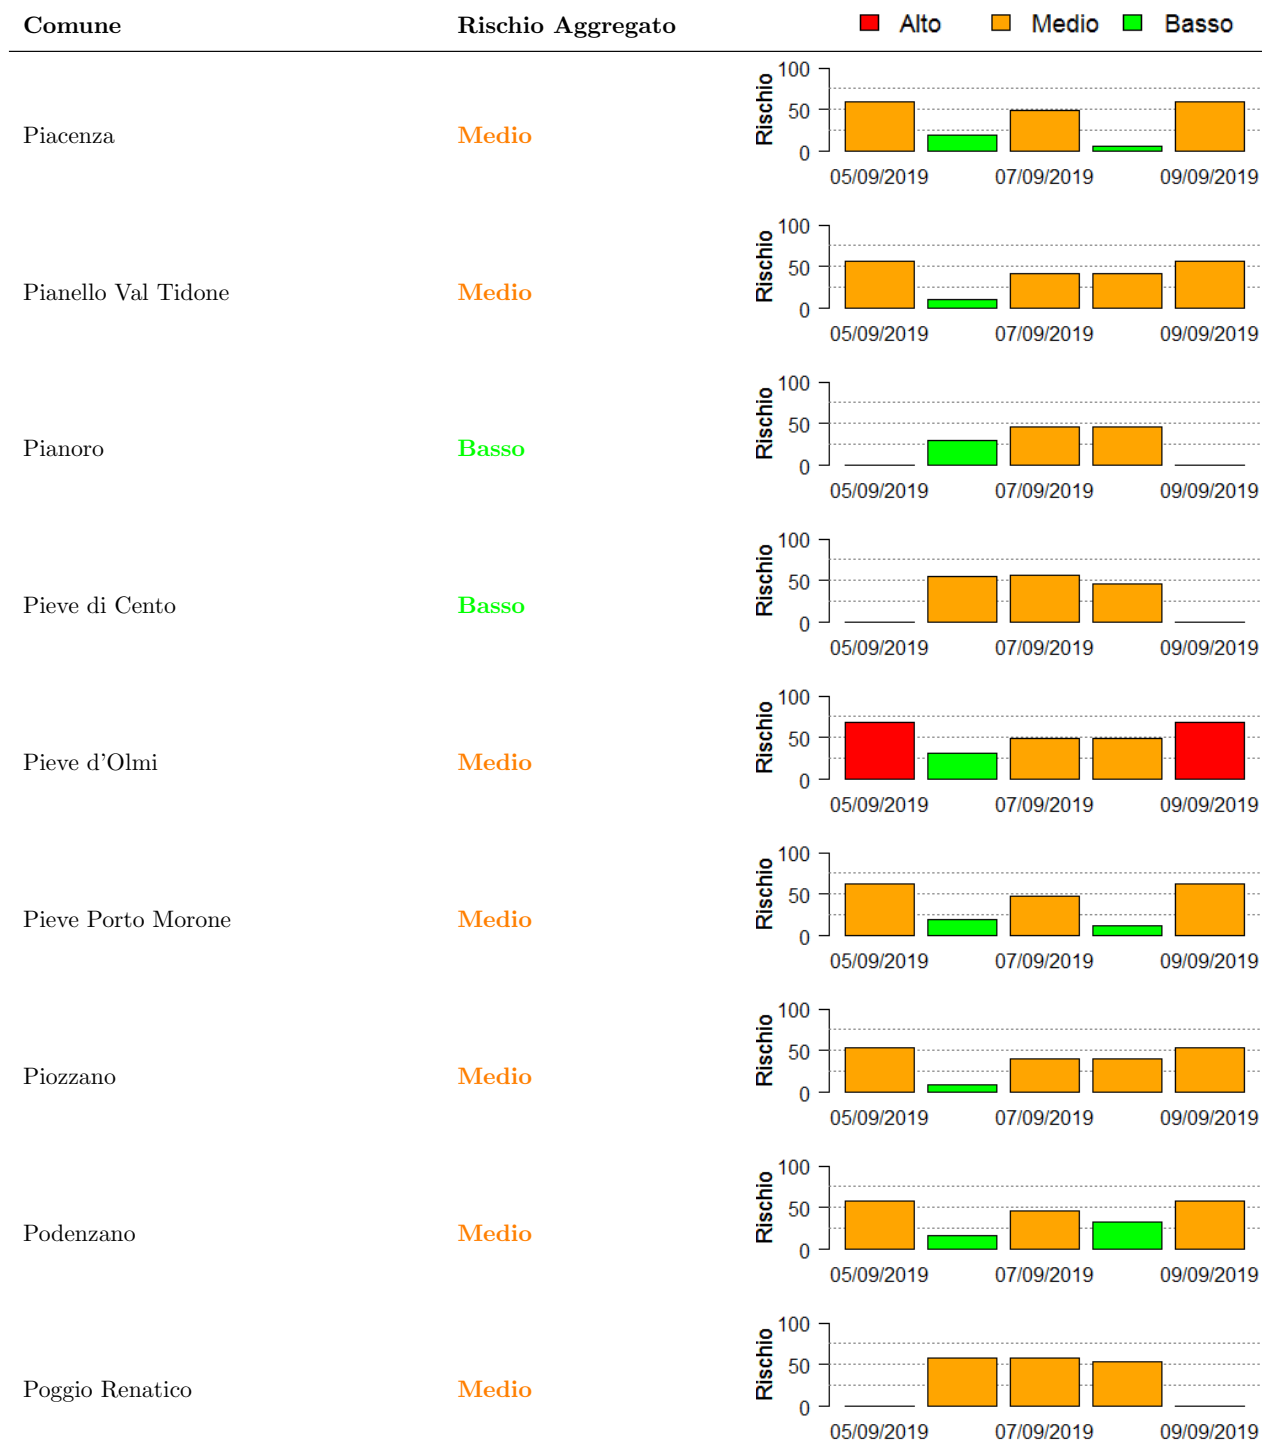 Comune Rischio Aggregato Alto Medio Basso
Piacenza Medio
Rischio
100
50
0
05/09/2019 07/09/2019 09/09/2019
Pianello Val Tidone Medio
Rischio
100
50
0
05/09/2019 07/09/2019 09/09/2019
Pianoro Basso
Rischio
100
50
0
05/09/2019 07/09/2019 09/09/2019
Pieve di Cento Basso
Rischio
100
50
0
05/09/2019 07/09/2019 09/09/2019
Pieve d'Olmi Medio
Rischio
100
50
0
05/09/2019 07/09/2019 09/09/2019
Pieve Porto Morone Medio
Rischio
100
50
0
05/09/2019 07/09/2019 09/09/2019
Piozzano Medio
Rischio
100
50
0
05/09/2019 07/09/2019 09/09/2019
Podenzano Medio
Rischio
100
50
0
05/09/2019 07/09/2019 09/09/2019
Poggio Renatico Medio
Rischio
100
50
0
05/09/2019 07/09/2019 09/09/2019